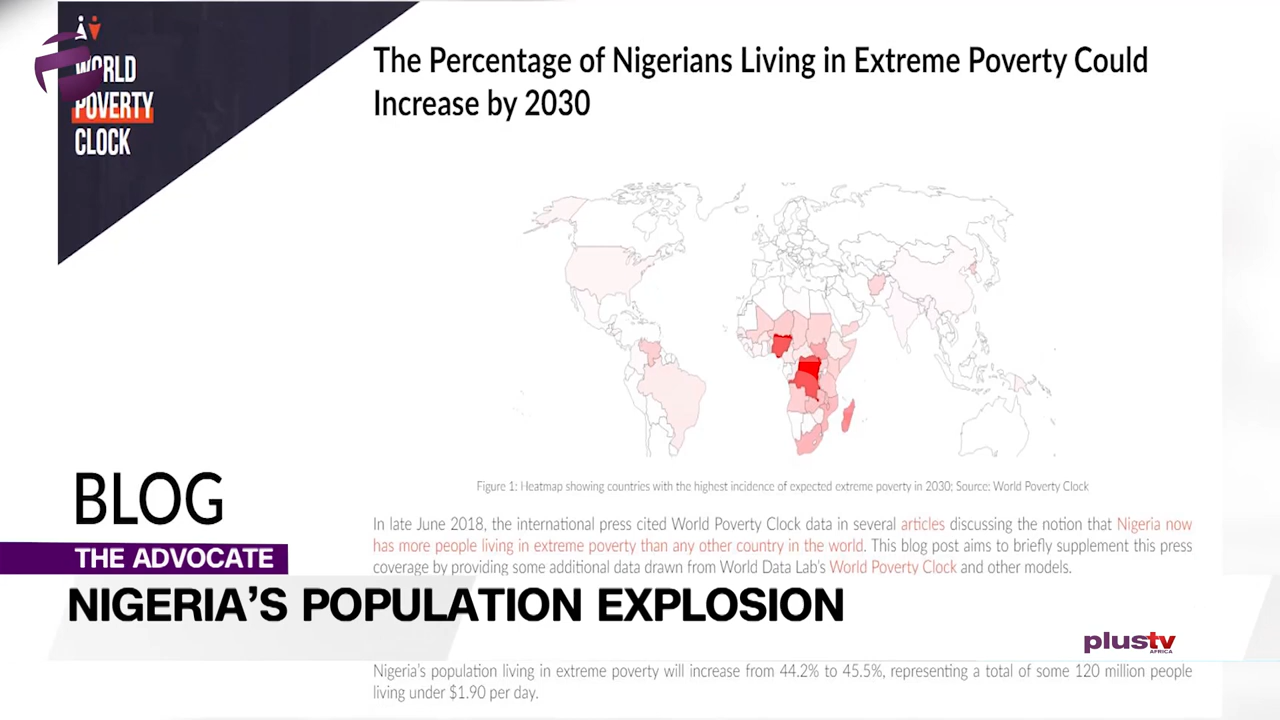 WORLD
POVERTY
CLOCK
The Percentage of Nigerians Living in Extreme Poverty Could
Increase by 2030
Figure 1: Heatmap showing countries with the highest incidence of expected extreme poverty in 2030; Source: World Poverty Clock
BLOG
In late June 2018, the international press cited World Poverty Clock data in several articles discussing the notion that Nigeria now
has more people living in extreme poverty than any other country in the world. This blog post aims to briefly supplement this press
coverage by providing some additional data drawn from World Data Lab's World Poverty Clock and other models.
THE ADVOCATE
NIGERIA'S POPULATION EXPLOSION
plustv
AFRICA
Nigeria's population living in extreme poverty will increase from 44.2% to 45.5%, representing a total of some 120 million people
living under $1.90 per day.